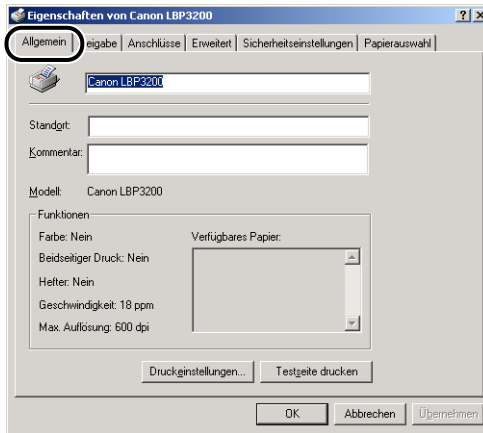 Eigenschaften von Canon LBP3200
Allgemein eigabe Anschlüsse Erweitert Sicherheitseinstellungen Papierauswahl
Canon LBP3200
Standort:
Kommentar:
Modell: Canon LBP3200
Funktionen
Farbe: Nein Verfügbares Papier:
Beidseitiger Druck: Nein
Hefter: Nein
Geschwindigkeit: 18 ppm
Max. Auflösung: 600 dpi
Druckeinstellungen... Testseite drucken
OK Abbrechen Übernehmen